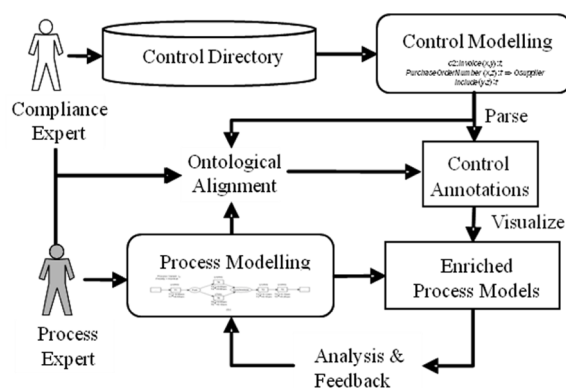 Control Directory
Control Modelling
c2:Invoice(x,y):t
PurchaseOrderNumber (x,z):t ⇒ Osupplier
Include(y,z):t
Compliance
Expert
Parse
Ontological
Alignment
Control
Annotations
Visualize
Process Modelling
Enriched
Process Models
Process
Expert
Analysis &
Feedback